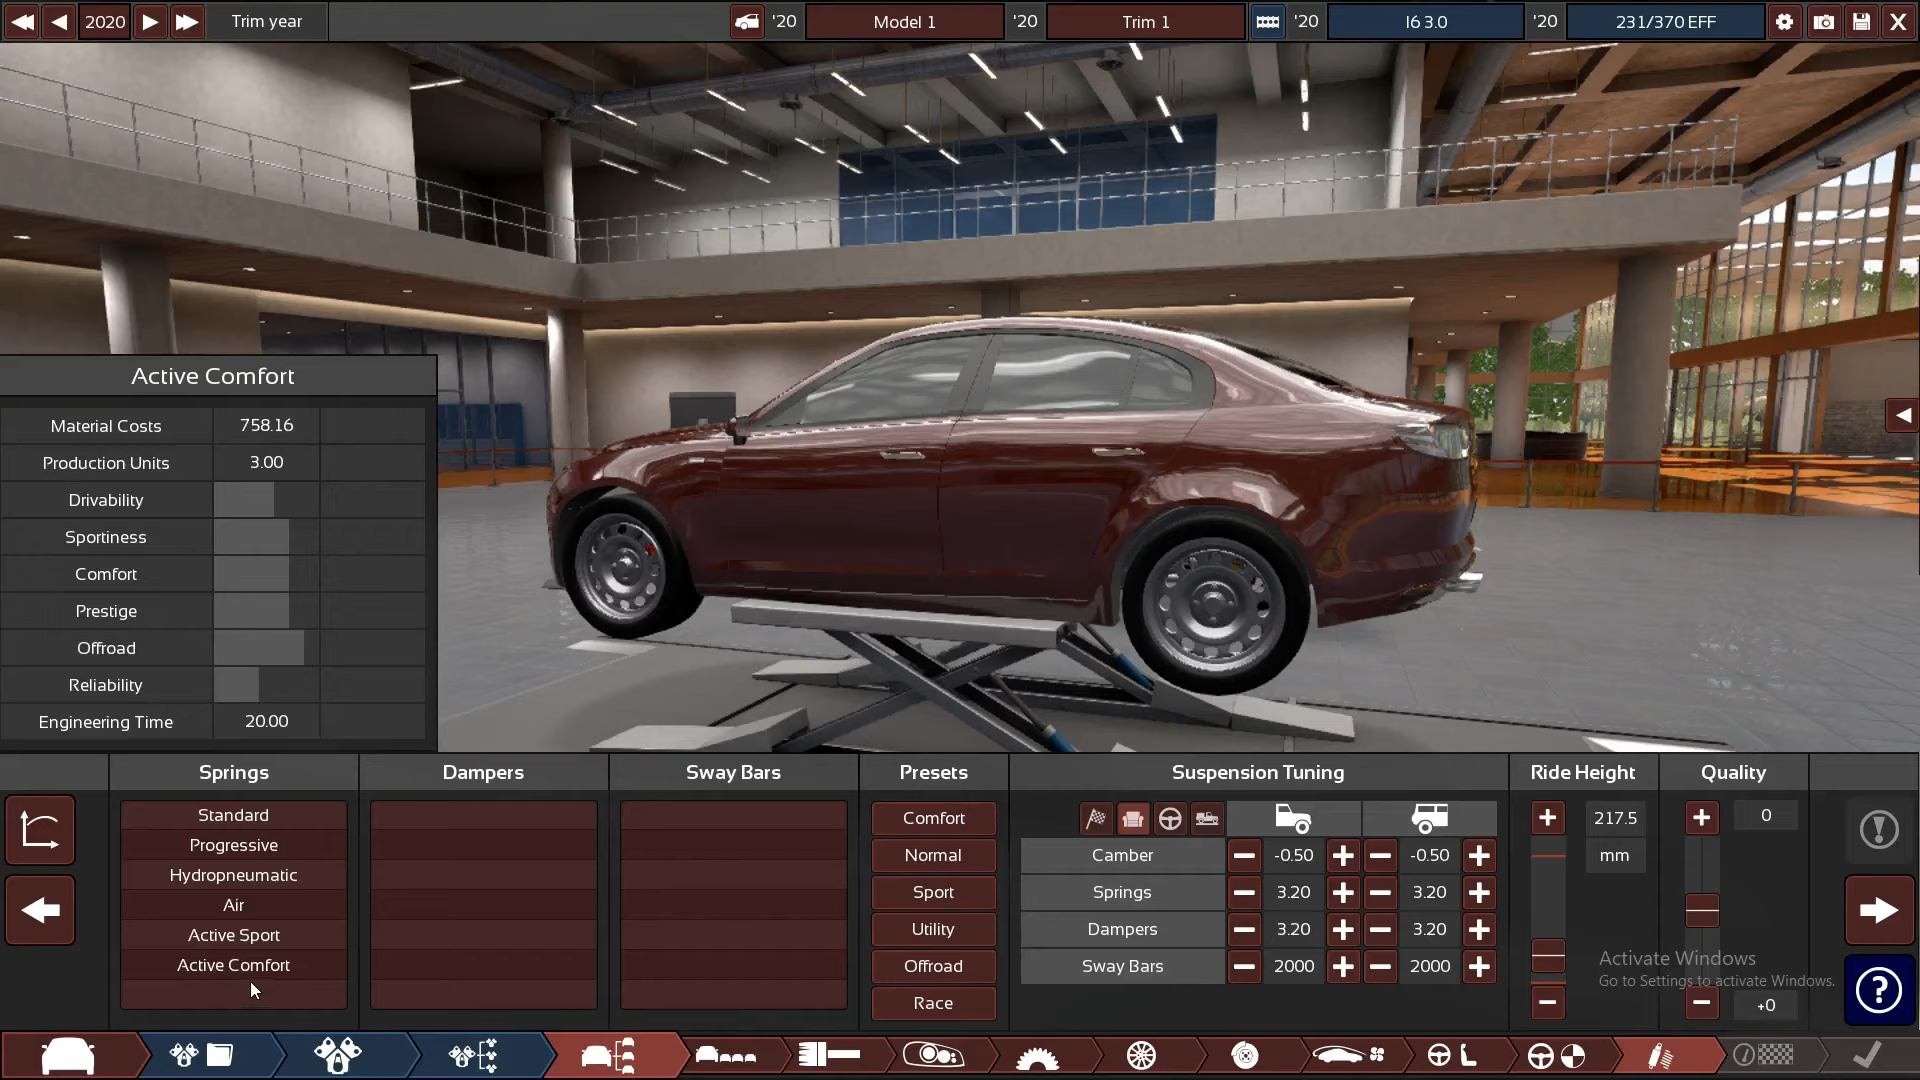 2020
Trim year
'20
Model 1
'20
Trim 1
'20
I6 3.0
'20
231/370 EFF
Active Comfort
Material Costs 758.16
Production Units 3.00
Drivability
Sportiness
Comfort
Prestige
Offroad
Reliability
Engineering Time 20.00
Springs
Standard
Progressive
Hydropneumatic
Air
Active Sport
Active Comfort
Dampers
Sway Bars
Presets
Comfort
Normal
Sport
Utility
Offroad
Race
Suspension Tuning
Camber -0.50 -0.50
Springs 3.20 3.20
Dampers 3.20 3.20
Sway Bars 2000 2000
Ride Height
217.5
mm
Quality
0
+0
Activate Windows
Go to Settings to activate Windows.